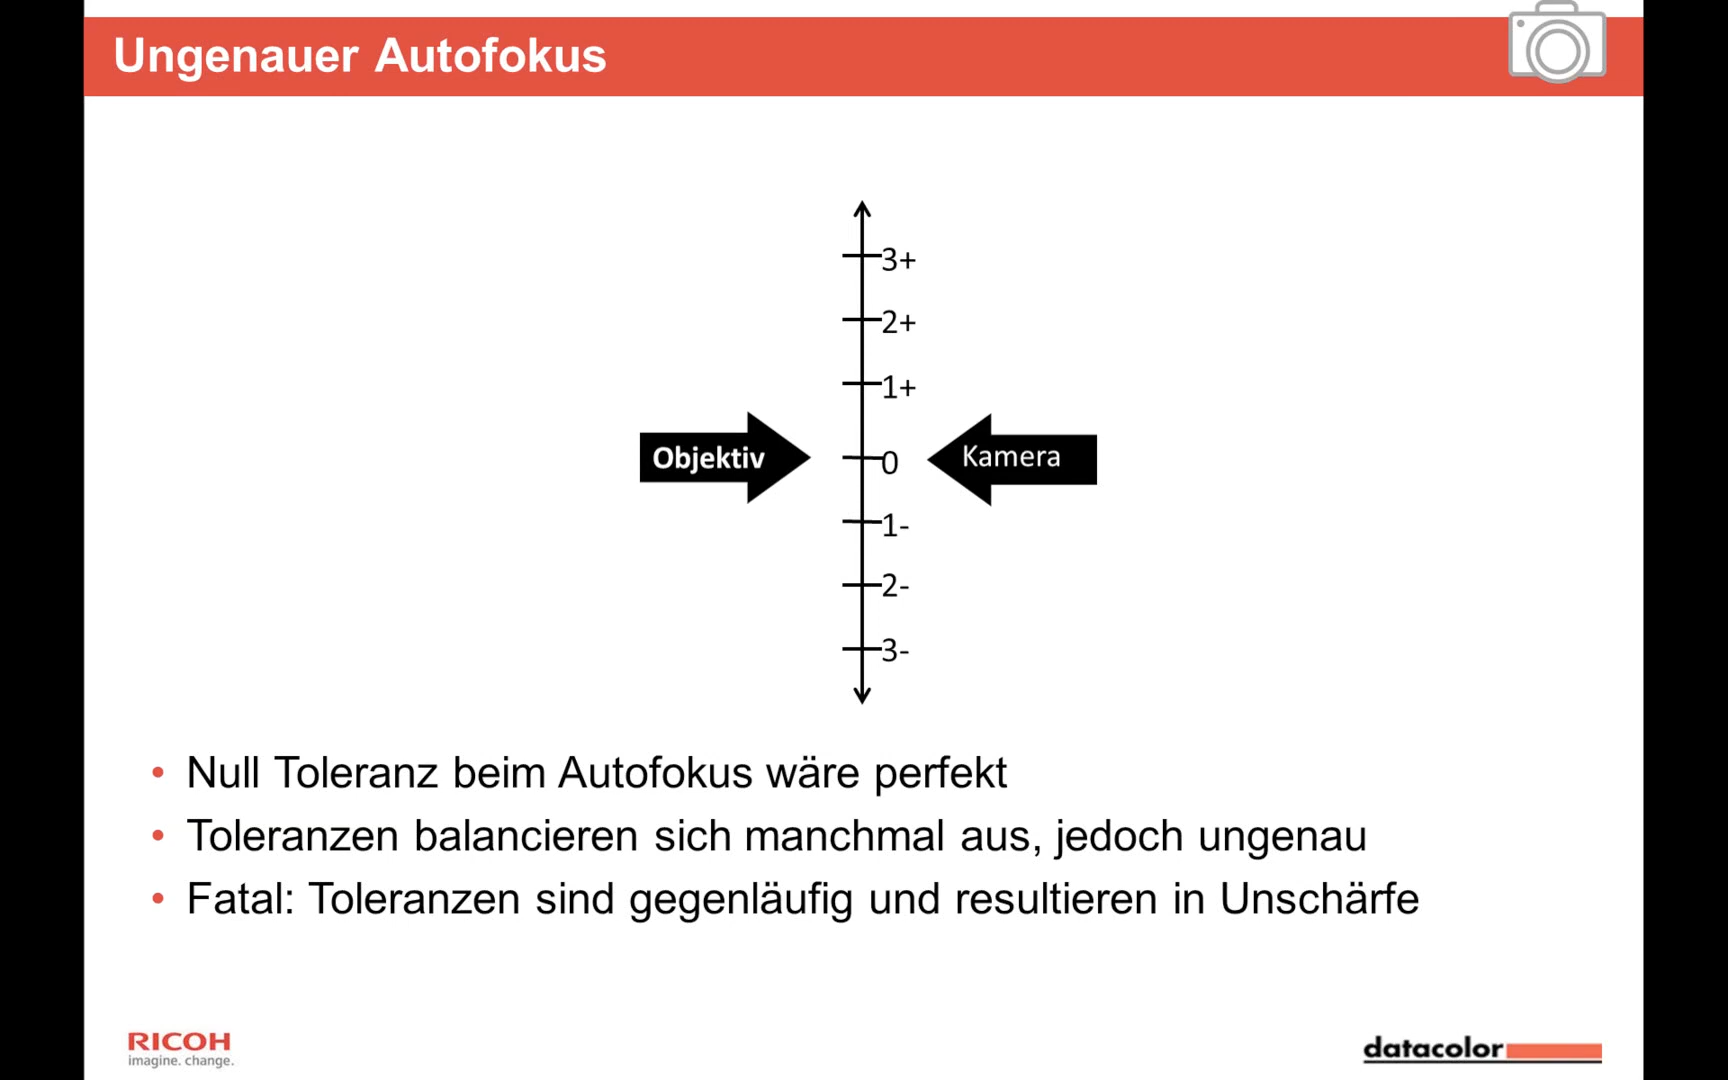 Ungenauer Autofokus
3+
2+
1+
Objektiv
0
Kamera
1-
2-
3-
• Null Toleranz beim Autofokus wäre perfekt
• Toleranzen balancieren sich manchmal aus, jedoch ungenau
• Fatal: Toleranzen sind gegenläufig und resultieren in Unschärfe
RICOH
imagine. change.
datacolor